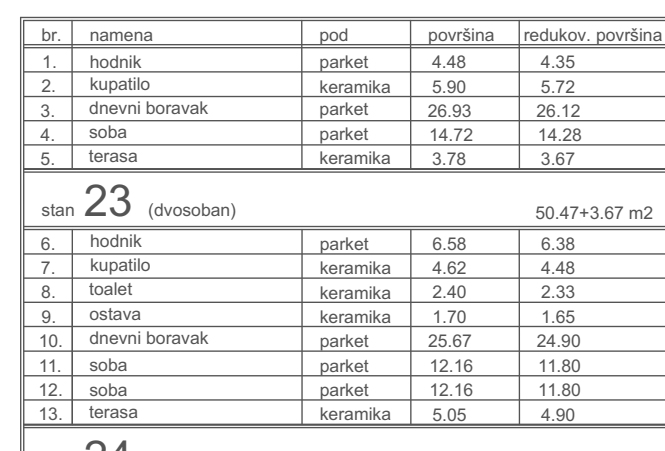 br. namena pod površina redukov. površina
1. hodnik parket 4.48 4.35
2. kupatilo keramika 5.90 5.72
3. dnevni boravak parket 26.93 26.12
4. soba parket 14.72 14.28
5. terasa keramika 3.78 3.67
stan 23 (dvosoban) 50.47+3.67 m2
6. hodnik parket 6.58 6.38
7. kupatilo keramika 4.62 4.48
8. toalet keramika 2.40 2.33
9. ostava keramika 1.70 1.65
10. dnevni boravak parket 25.67 24.90
11. soba parket 12.16 11.80
12. soba parket 12.16 11.80
13. terasa keramika 5.05 4.90